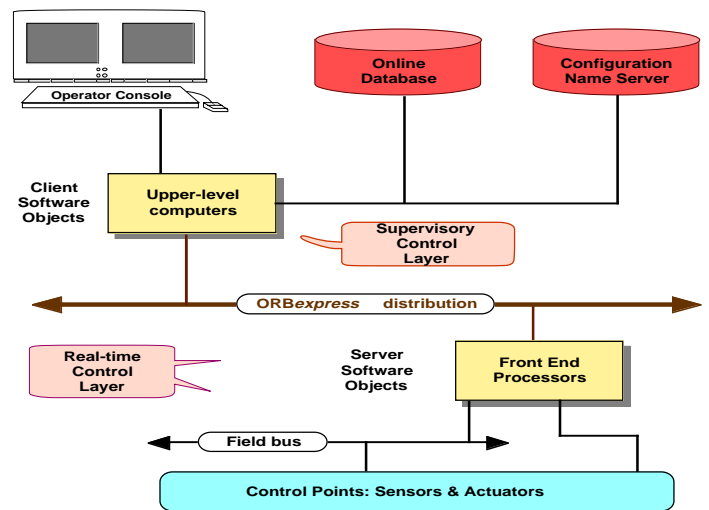 Operator Console
Online
Database
Configuration
Name Server
Client
Software
Objects
Upper-level
computers
Supervisory
Control
Layer
ORBexpress distribution
Real-time
Control
Layer
Server
Software
Objects
Front End
Processors
Field bus
Control Points: Sensors & Actuators